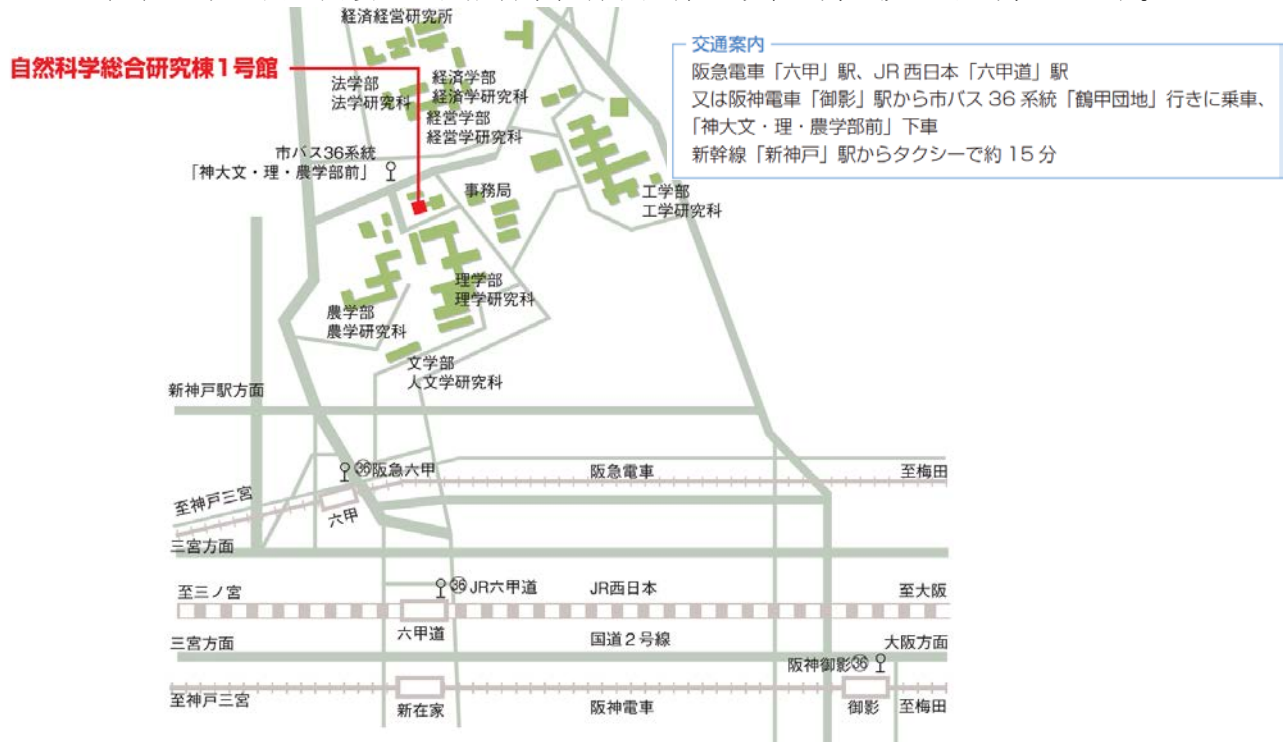 経済経営研究所
自然科学総合研究棟1号館
法学部
法学研究科
経済学部
経済学研究科
経営学部
経営学研究科
市バス36系統
「神大文・理・農学部前」
事務局
工学部
工学研究科
理学部
理学研究科
農学部
農学研究科
文学部
人文学研究科
交通案内
阪急電車「六甲」駅、JR西日本「六甲道」駅
又は阪神電車「御影」駅から市バス36系統「鶴甲団地」行きに乗車、
「神大文・理・農学部前」下車
新幹線「新神戸」駅からタクシーで約15分
新神戸駅方面
㊱阪急六甲
阪急電車
至梅田
至神戸三宮
六甲
三宮方面
㊱JR六甲道
JR西日本
至三ノ宮
至大阪
六甲道
三宮方面
国道2号線
大阪方面
阪神御影㊱
至神戸三宮
新在家
阪神電車
御影
至梅田